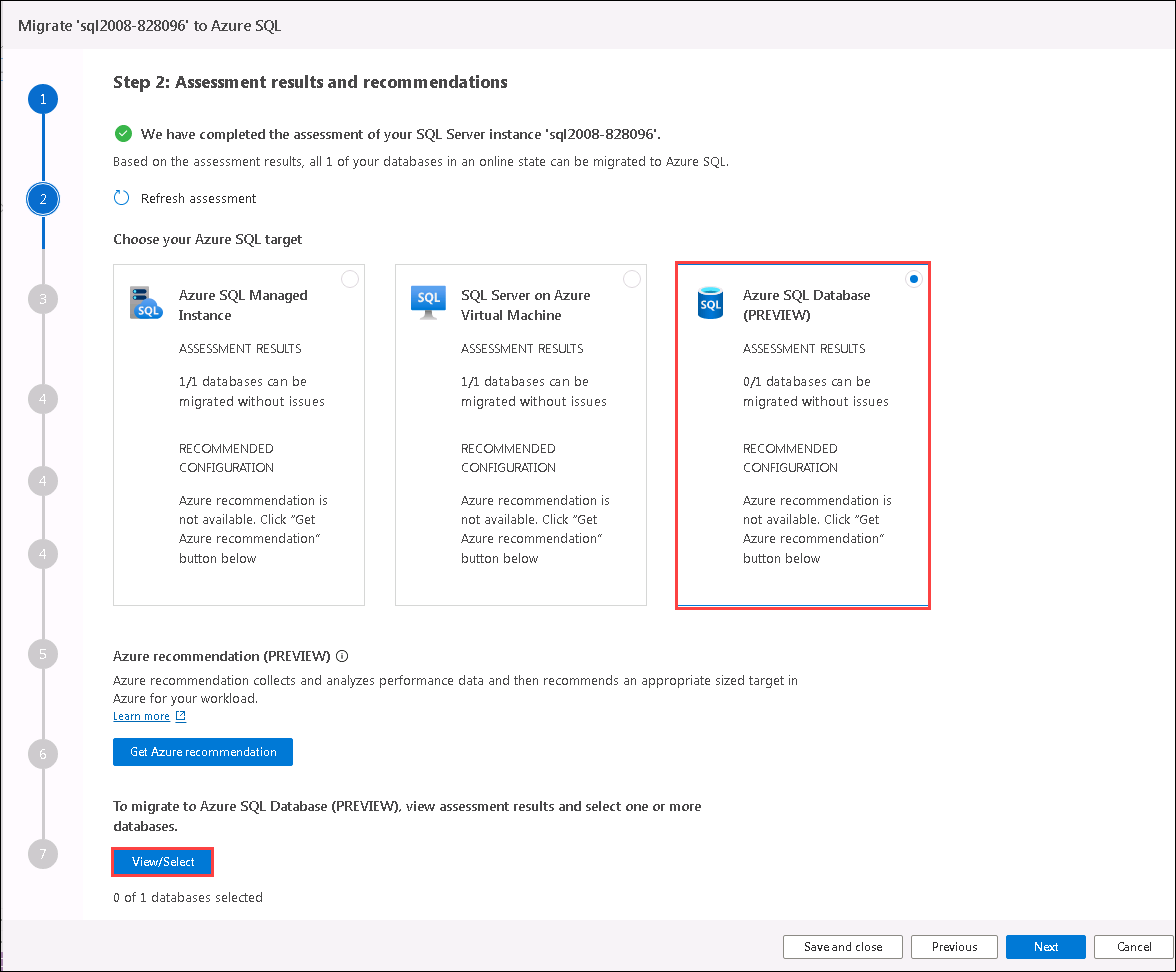 Migrate 'sql2008-828096' to Azure SQL
1
2
3
4
4
4
5
6
7
Step 2: Assessment results and recommendations
We have completed the assessment of your SQL Server instance 'sql2008-828096'.
Based on the assessment results, all 1 of your databases in an online state can be migrated to Azure SQL.
Refresh assessment
Choose your Azure SQL target
SQL
Azure SQL Managed
Instance
ASSESSMENT RESULTS
1/1 databases can be
migrated without issues
RECOMMENDED
CONFIGURATION
Azure recommendation is
not available. Click "Get
Azure recommendation"
button below
SQL
SQL Server on Azure
Virtual Machine
ASSESSMENT RESULTS
1/1 databases can be
migrated without issues
RECOMMENDED
CONFIGURATION
Azure recommendation is
not available. Click "Get
Azure recommendation"
button below
SQL
Azure SQL Database
(PREVIEW)
ASSESSMENT RESULTS
0/1 databases can be
migrated without issues
RECOMMENDED
CONFIGURATION
Azure recommendation is
not available. Click "Get
Azure recommendation"
button below
Azure recommendation (PREVIEW)
Azure recommendation collects and analyzes performance data and then recommends an appropriate sized target in
Azure for your workload.
Learn more
Get Azure recommendation
To migrate to Azure SQL Database (PREVIEW), view assessment results and select one or more
databases.
View/Select
0 of 1 databases selected
Save and close
Previous
Next
Cancel